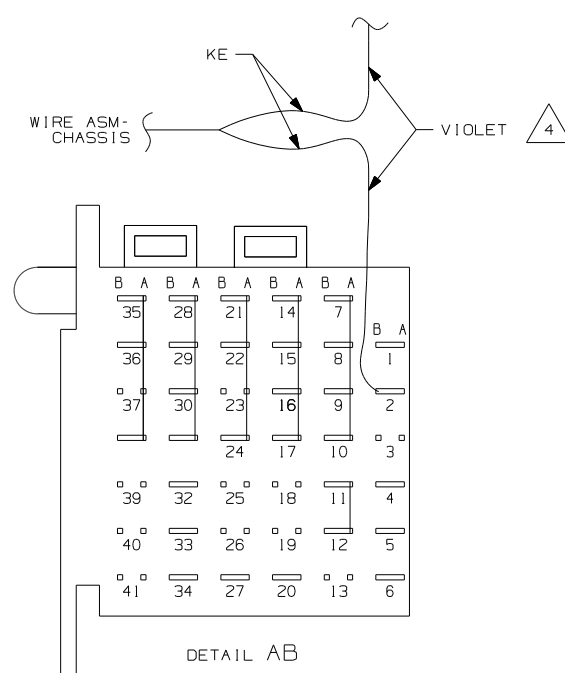 KE
WIRE ASM-
CHASSIS
VIOLET 4
B A B A B A B A B A
35 28 21 14 7
B A
36 29 22 15 8 1
37 30 23 16 9 2
24 17 10 3
39 32 25 18 11 4
40 33 26 19 12 5
41 34 27 20 13 6
DETAIL AB